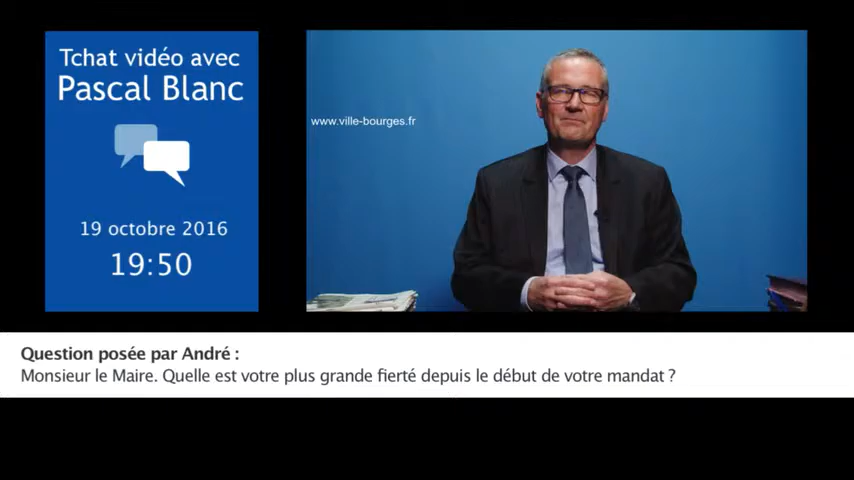 Tchat vidéo avec
Pascal Blanc
19 octobre 2016
19:50
www.ville-bourges.fr
Question posée par André :
Monsieur le Maire. Quelle est votre plus grande fierté depuis le début de votre mandat ?